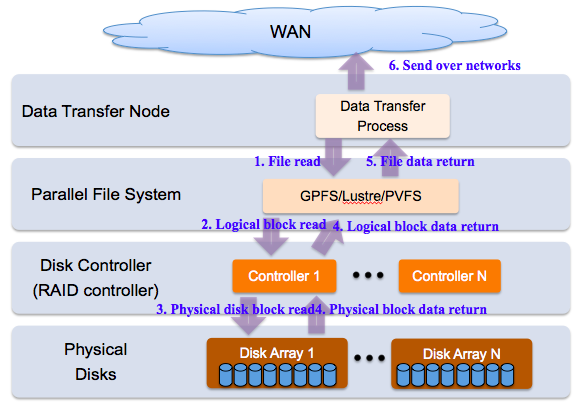 WAN
6. Send over networks
Data Transfer Node
Data Transfer
Process
1. File read
5. File data return
Parallel File System
GPFS/Lustre/PVFS
2. Logical block read
4. Logical block data return
Disk Controller
(RAID controller)
Controller 1
Controller N
3. Physical disk block read
4. Physical block data return
Physical
Disks
Disk Array 1
Disk Array N